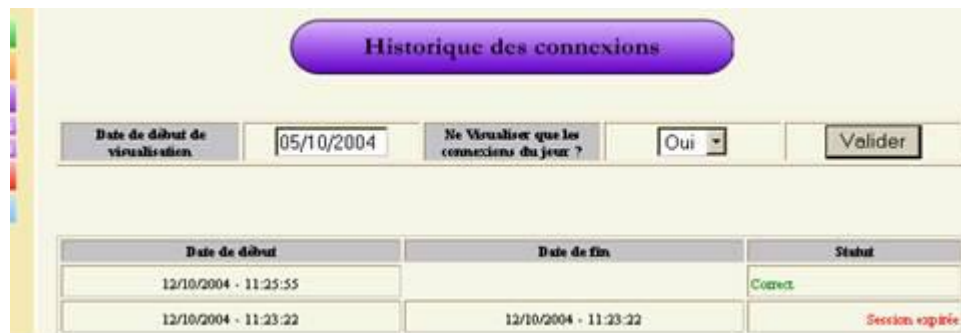 Historique des connexions
Date de début de visualisation
05/10/2004
Ne Visualiser que les connexions du jour ?
Oui
Valider
Date de début Date de fin Statut
12/10/2004 - 11:25:55 Correct
12/10/2004 - 11:23:22 12/10/2004 - 11:23:22 Session expirée